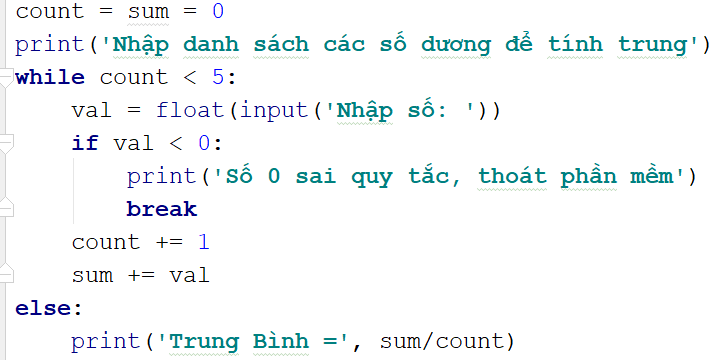 count = sum = 0
print('Nhập danh sách các số dương để tính trung')
while count < 5:
    val = float(input('Nhập số: '))
    if val < 0:
        print('Số 0 sai quy tắc, thoát phần mềm')
        break
    count += 1
    sum += val
else:
    print('Trung Bình =', sum/count)